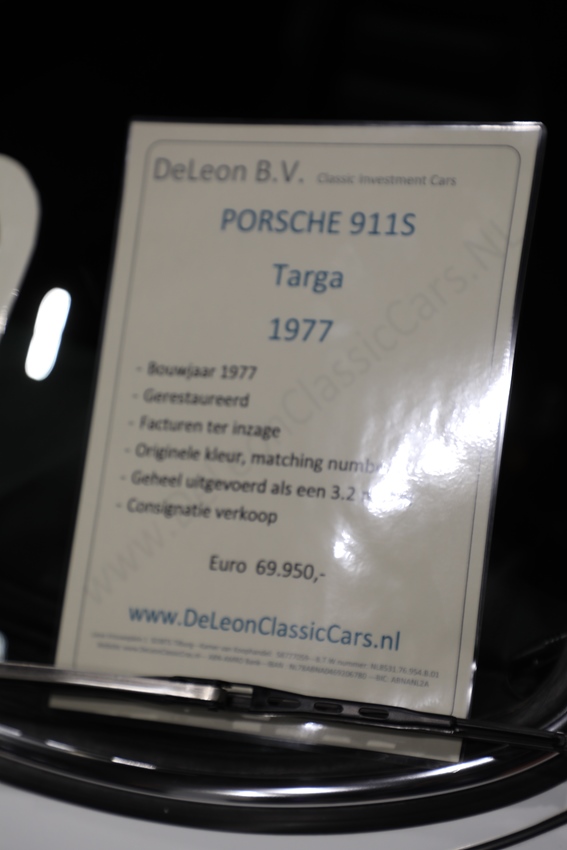 DeLeon B.V. Classic Investment Cars
PORSCHE 911S
Targa
1977
- Bouwjaar 1977
- Gerestaureerd
- Facturen ter inzage
- Originele kleur, matching
- Geheel uitgevoerd als een 3.2
- Consignatie verkoop
Euro 69.950,-
www.DeLeonClassicCars.nl